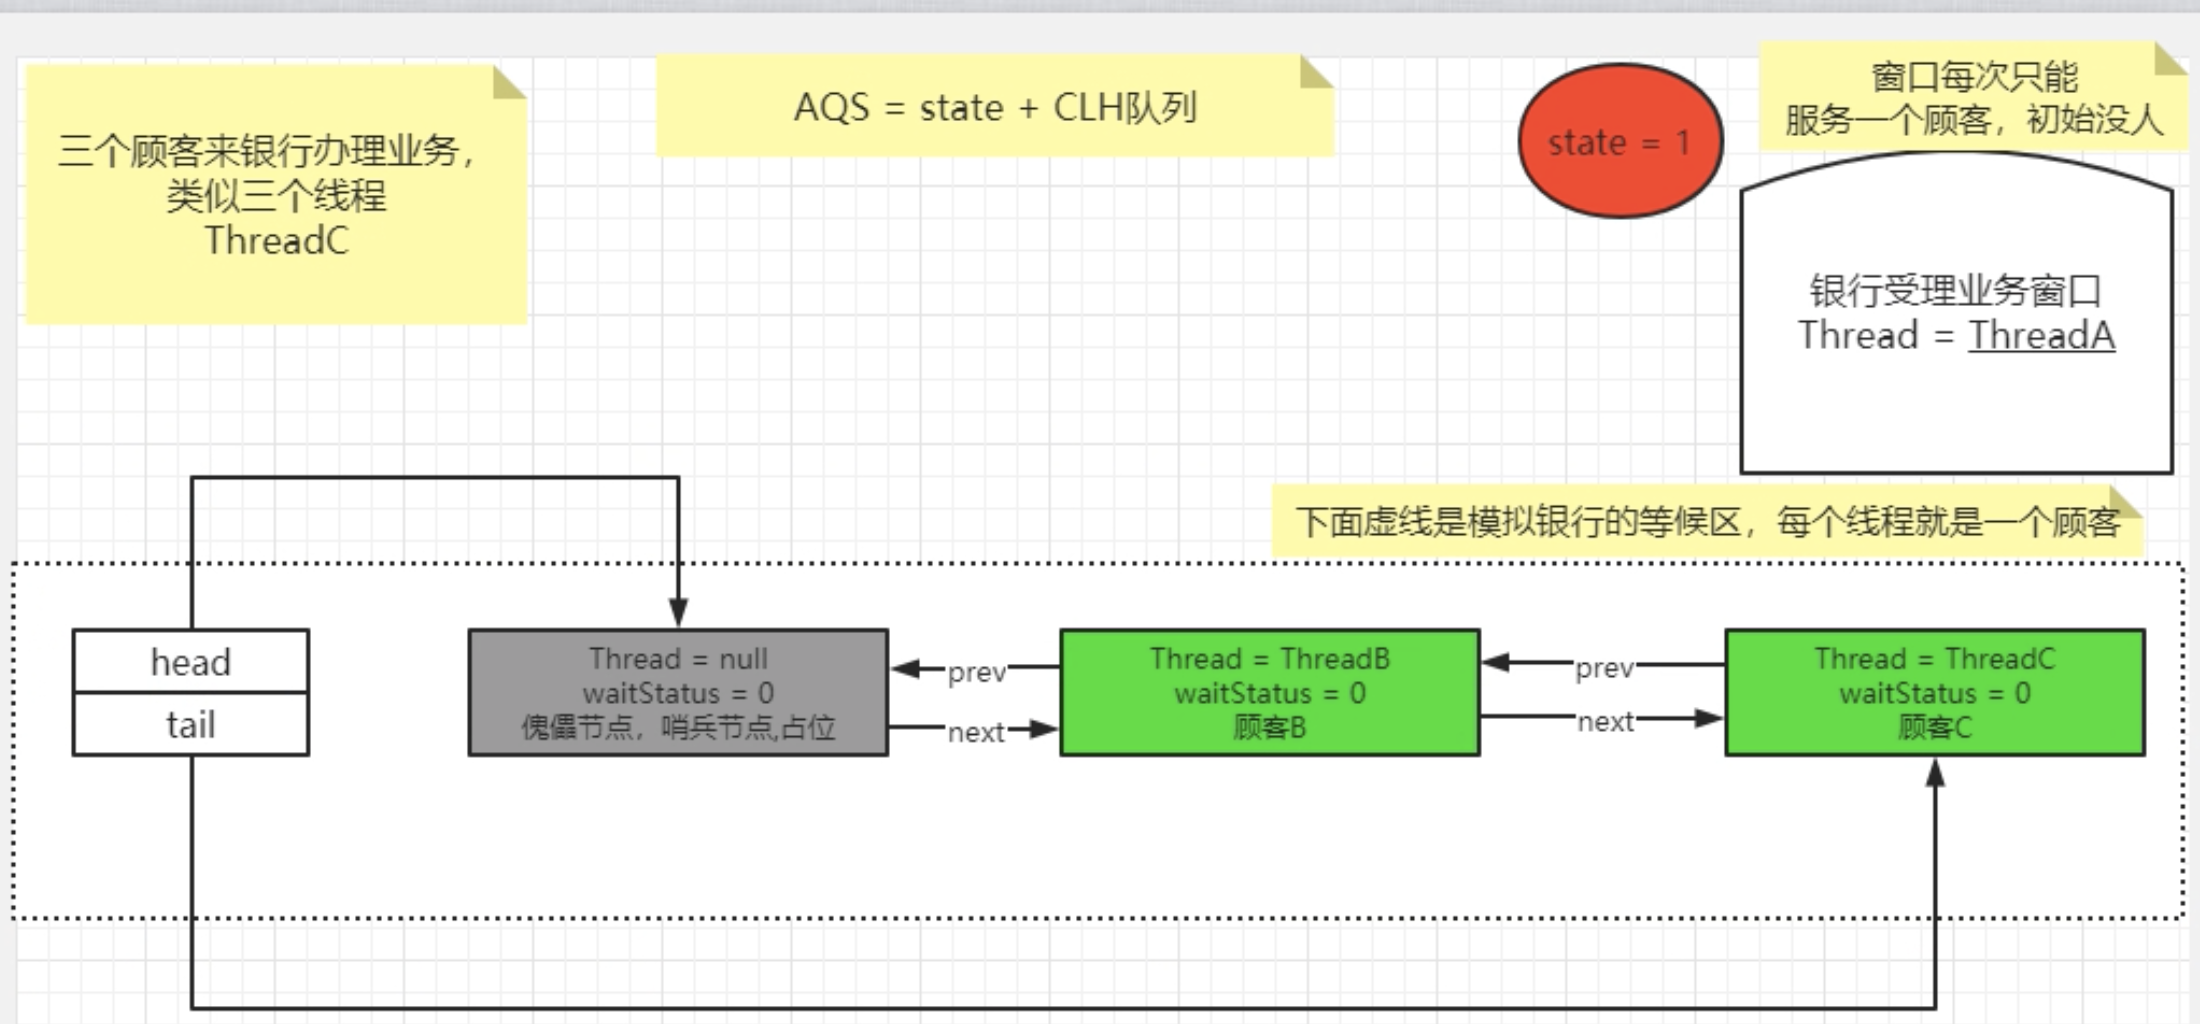 三个顾客来银行办理业务，
类似三个线程
ThreadC
AQS = state + CLH队列
state = 1
窗口每次只能
服务一个顾客，初始没人
银行受理业务窗口
Thread = ThreadA
下面虚线是模拟银行的等候区，每个线程就是一个顾客
head
tail
Thread = null
waitStatus = 0
傀儡节点，哨兵节点,占位
prev
next
Thread = ThreadB
waitStatus = 0
顾客B
prev
next
Thread = ThreadC
waitStatus = 0
顾客C